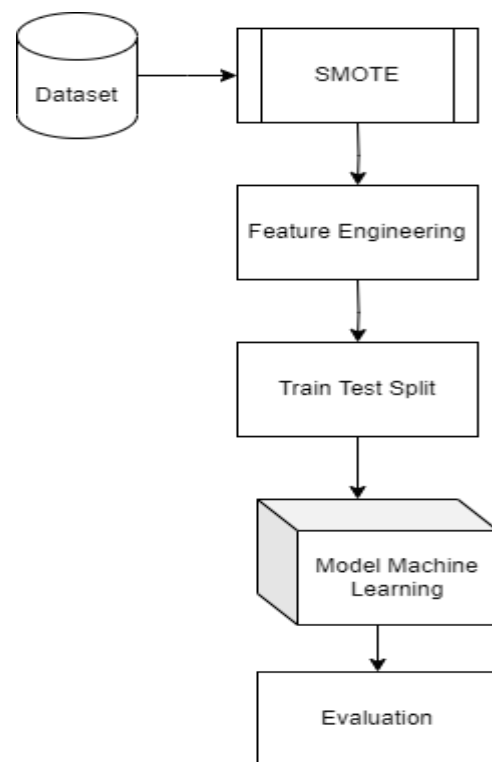 Dataset
SMOTE
Feature Engineering
Train Test Split
Model Machine
Learning
Evaluation